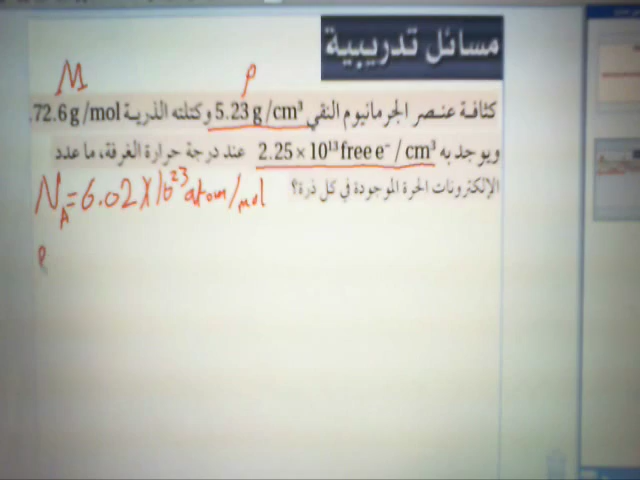 مسائل تدريبية
M ρ
كثافة عنصر الجرمانيوم النقي 5.23 g/cm³ وكتلته الذرية 72.6 g/mol.
ويوجد به 2.25 × 10¹³ free e⁻/cm³ عند درجة حرارة الغرفة، ما عدد
الإلكترونات الحرة الموجودة في كل ذرة؟
N_A = 6.02 X 10²³ atom/mol